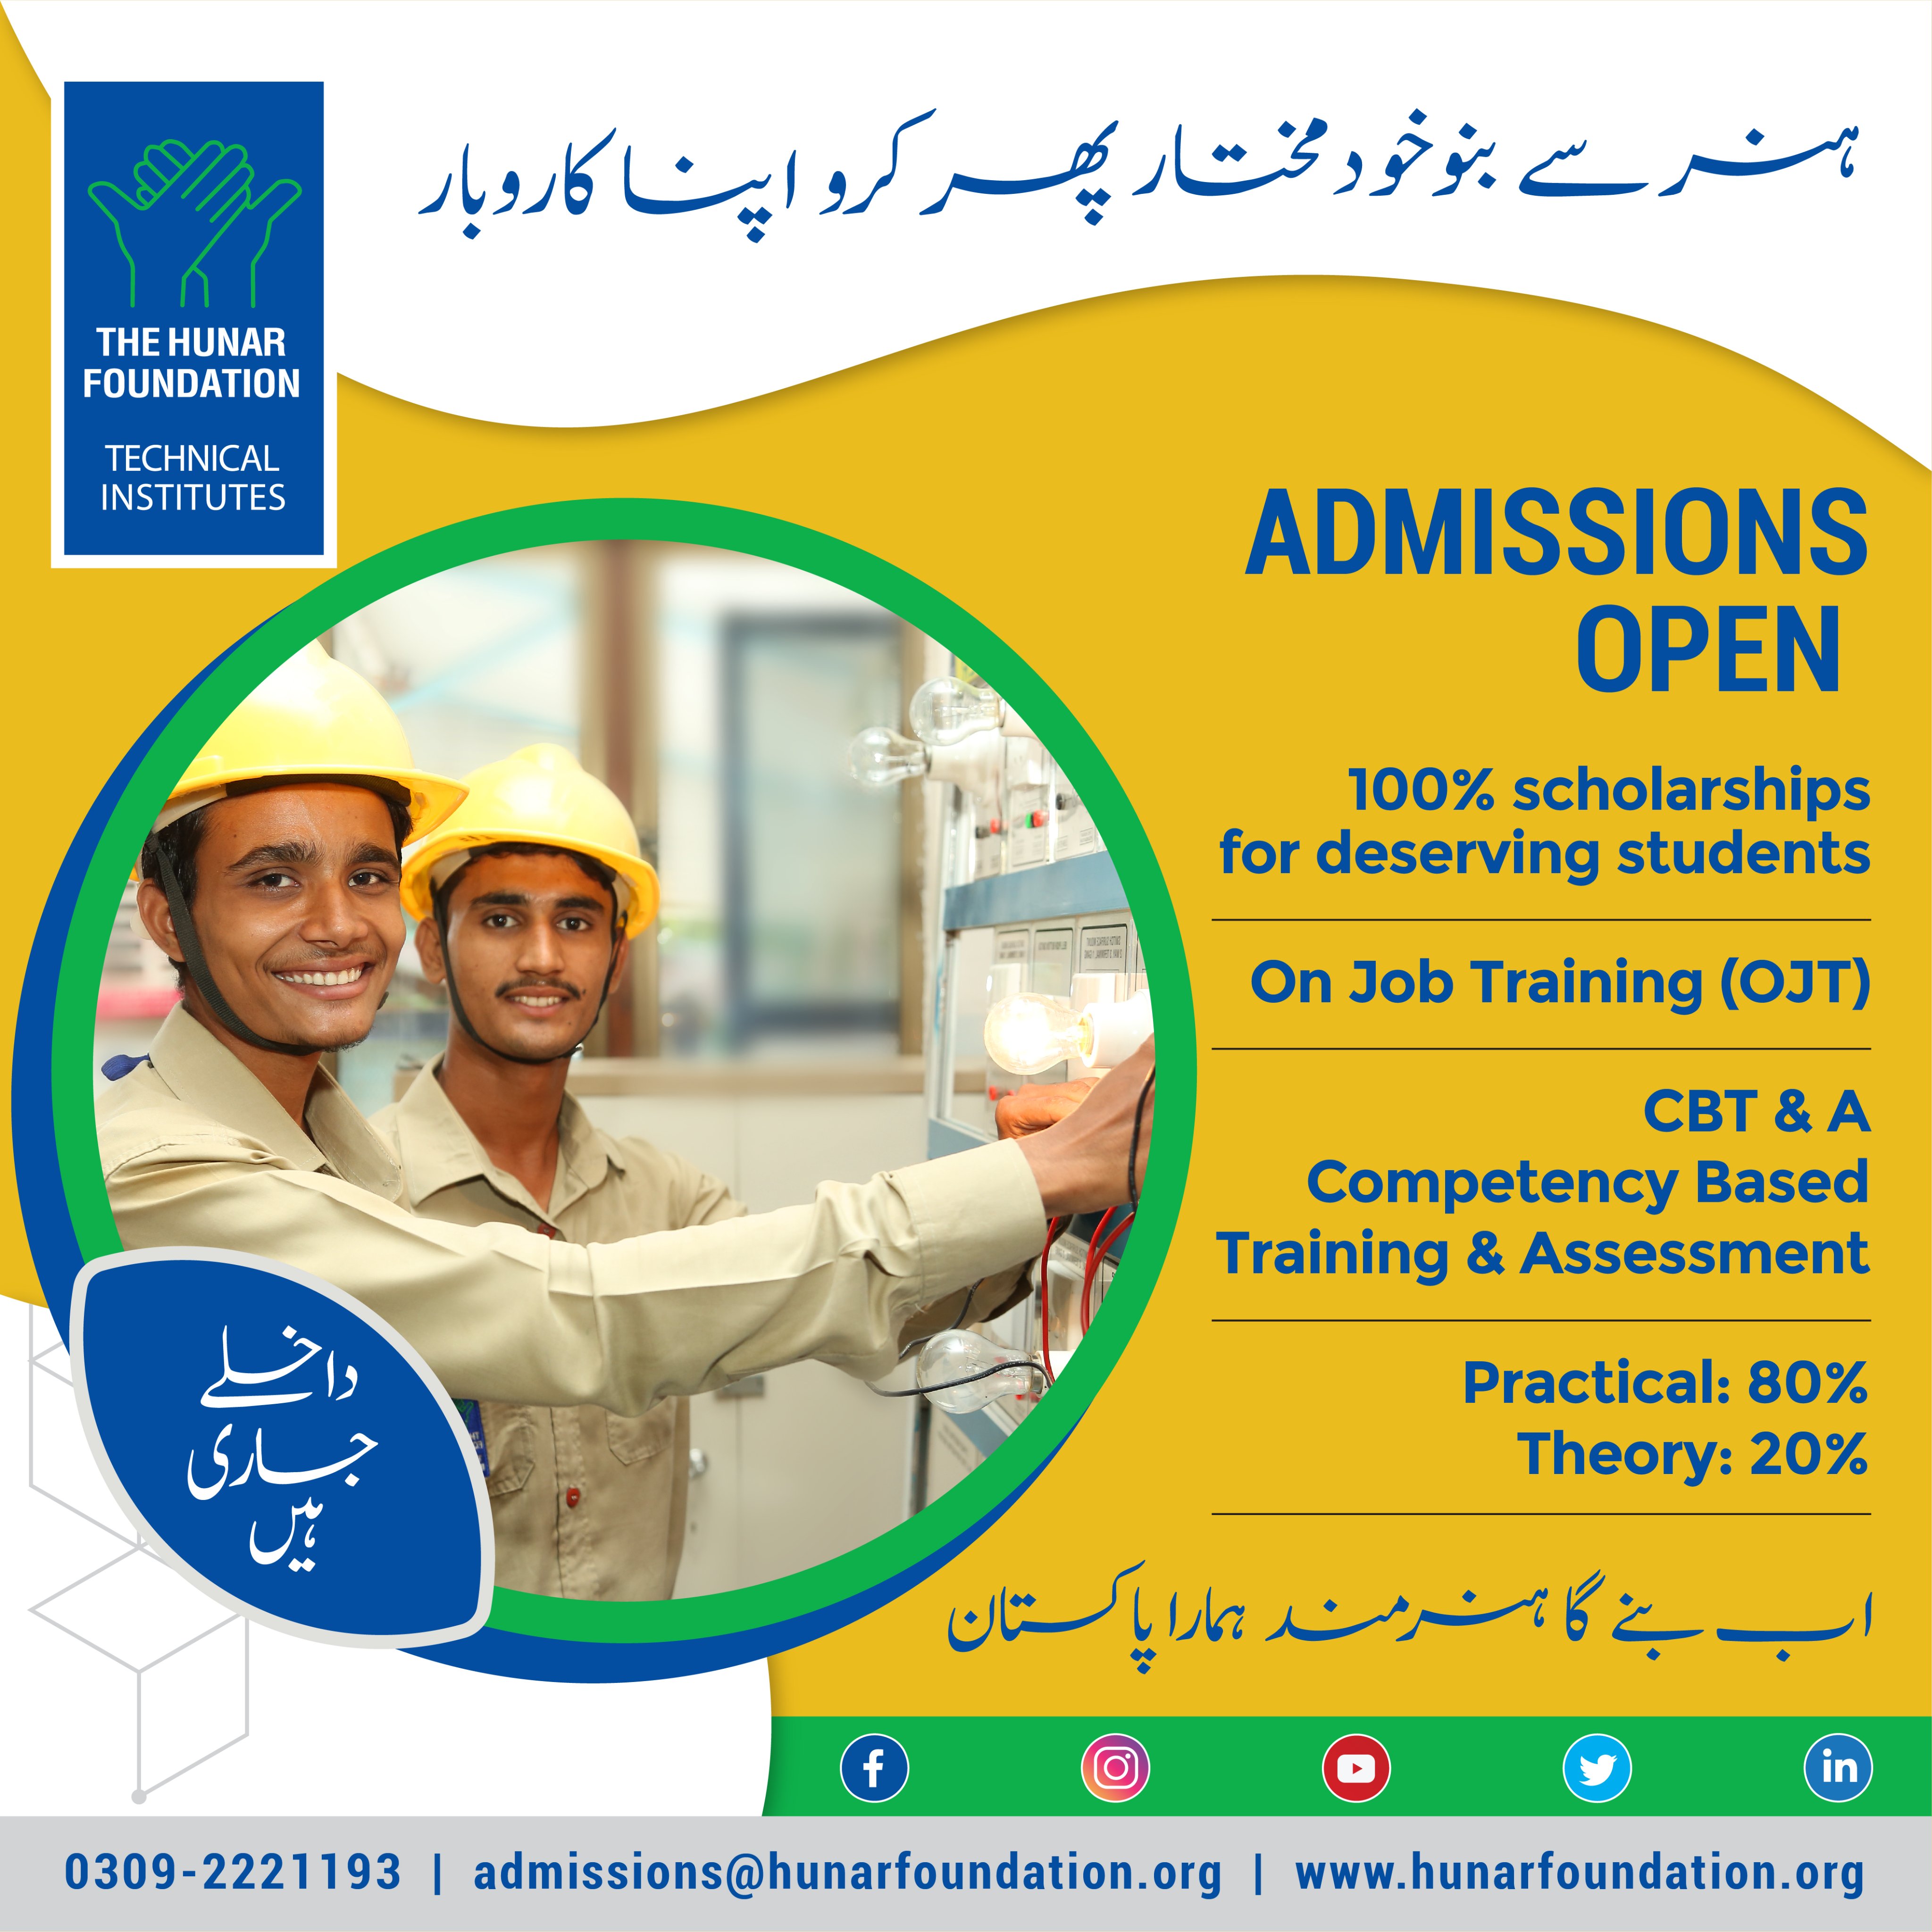 ہنر سے بنو خود مختار پھر کرو اپنا کاروبار
THE HUNAR
FOUNDATION
TECHNICAL
INSTITUTES
ADMISSIONS
OPEN
100% scholarships
for deserving students
On Job Training (OJT)
CBT & A
Competency Based
Training & Assessment
Practical: 80%
Theory: 20%
داخلے
جاری
ہیں
اب بنے گا ہنرمند ہمارا پاکستان
0309-2221193 | admissions@hunarfoundation.org | www.hunarfoundation.org